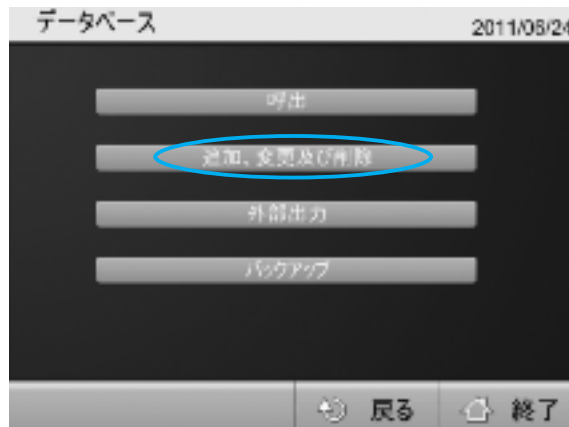 データベース 2011/06/24
呼出
追加、変更及び削除
外部出力
バックアップ
戻る 終了